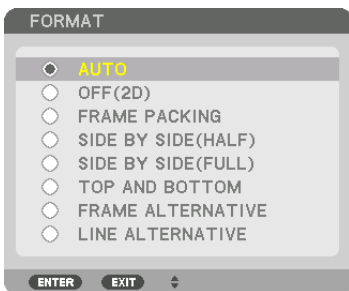 FORMAT
AUTO
OFF(2D)
FRAME PACKING
SIDE BY SIDE(HALF)
SIDE BY SIDE(FULL)
TOP AND BOTTOM
FRAME ALTERNATIVE
LINE ALTERNATIVE
ENTER EXIT